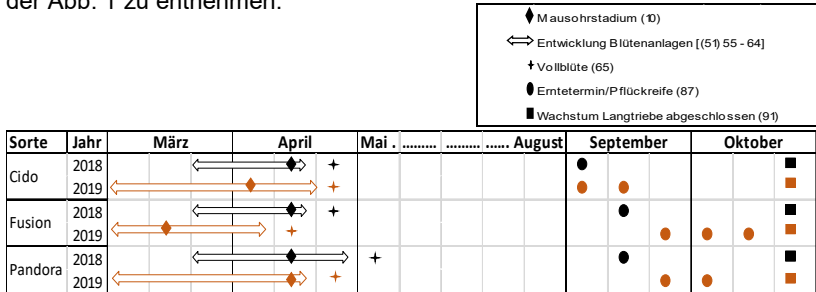 der Abb. 1 zu entnehmen.
Mausohrstadium (10)
Entwicklung Blütenanlagen [(51) 55 - 64]
Vollblüte (65)
Erntetermin/Pflückreife (87)
Wachstum Langtriebe abgeschlossen (91)
Sorte Jahr März April Mai . ......... ......... ...... August September Oktober
Cido 2018
2019
Fusion 2018
2019
Pandora 2018
2019